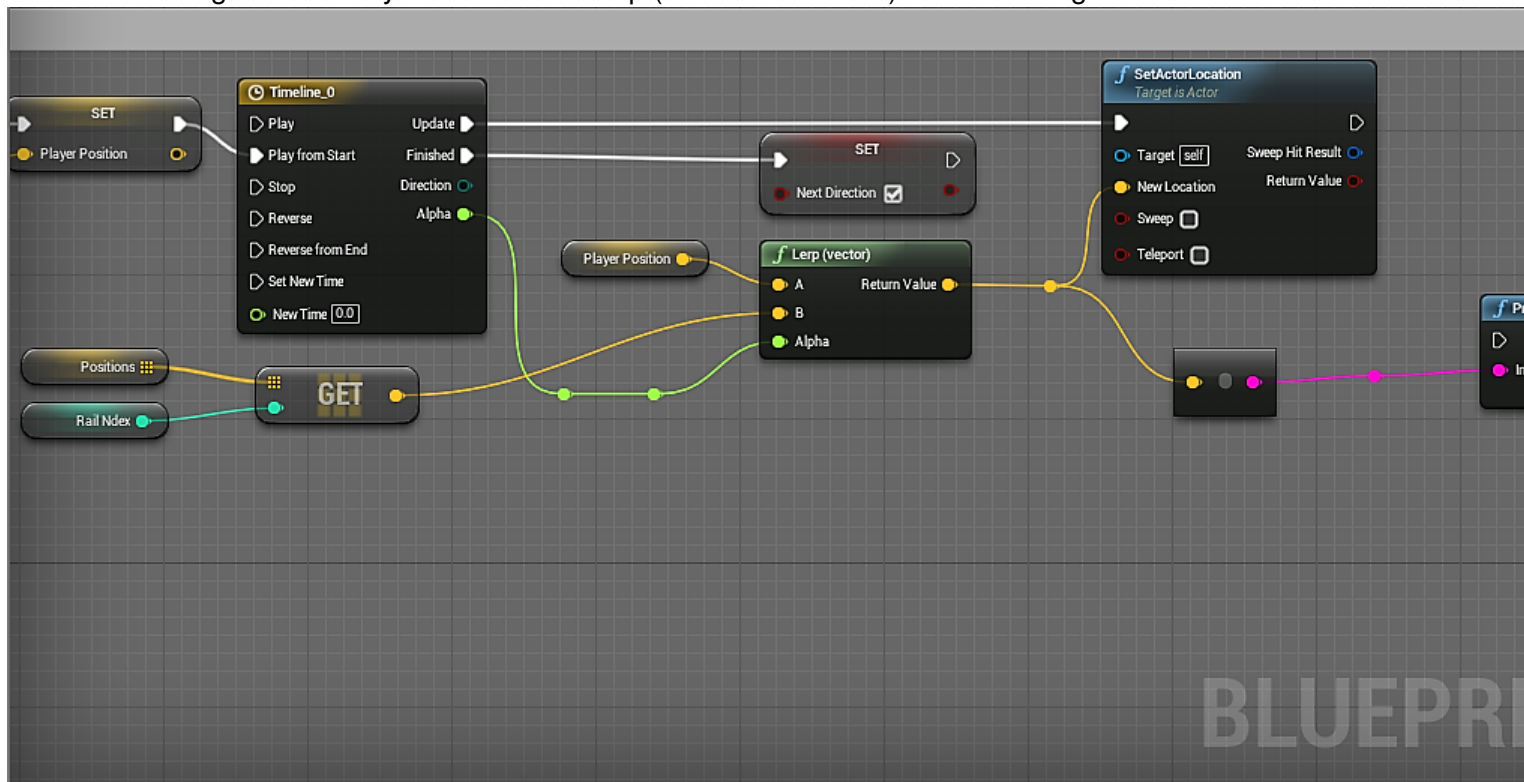 SET
Player Position
Timeline_0
Play
Update
Play from Start
Finished
Stop
Direction
Reverse
Alpha
Reverse from End
Set New Time
New Time 0.0
SET
Next Direction
SetActorLocation
Target is Actor
Target self
Sweep Hit Result
New Location
Return Value
Sweep
Teleport
Player Position
Lerp (vector)
A
Return Value
B
Alpha
Positions
GET
Rail Ndex
In
BLUEPRI